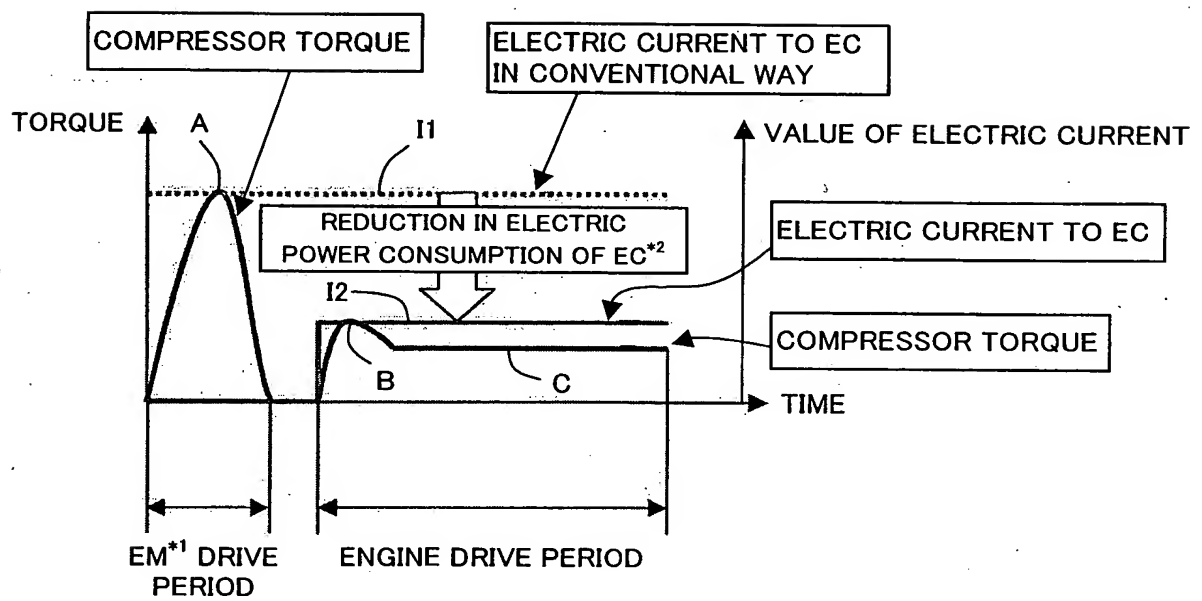 COMPRESSOR TORQUE
ELECTRIC CURRENT TO EC
IN CONVENTIONAL WAY
TORQUE
A
I1
VALUE OF ELECTRIC CURRENT
REDUCTION IN ELECTRIC
POWER CONSUMPTION OF EC*2
ELECTRIC CURRENT TO EC
I2
COMPRESSOR TORQUE
B
C
TIME
EM*1 DRIVE
PERIOD
ENGINE DRIVE PERIOD